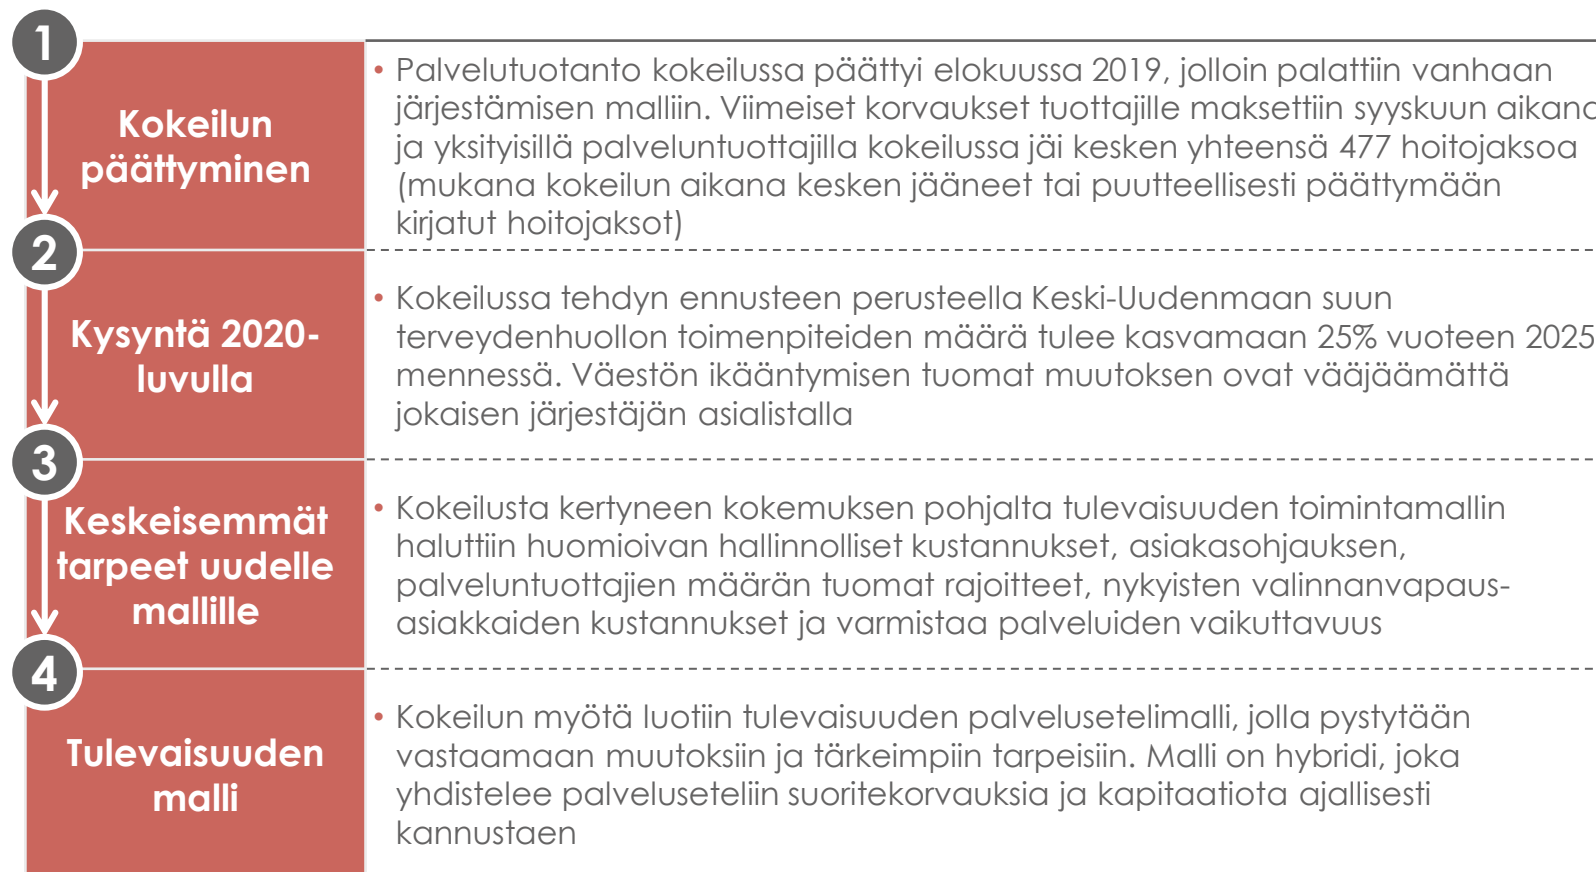 1
Kokeilun
päättyminen
• Palvelutuotanto kokeilussa päättyi elokuussa 2019, jolloin palattiin vanhaan
järjestämisen malliin. Viimeiset korvaukset tuottajille maksettiin syyskuun aikana
ja yksityisillä palveluntuottajilla kokeilussa jäi kesken yhteensä 477 hoitojaksoa
(mukana kokeilun aikana kesken jääneet tai puutteellisesti päättymään
kirjatut hoitojaksot)
2
Kysyntä 2020-
luvulla
• Kokeilussa tehdyn ennusteen perusteella Keski-Uudenmaan suun
terveydenhuollon toimenpiteiden määrä tulee kasvamaan 25% vuoteen 2025
mennessä. Väestön ikääntymisen tuomat muutoksen ovat vääjäämättä
jokaisen järjestäjän asialistalla
3
Keskeisemmät
tarpeet uudelle
mallille
• Kokeilusta kertyneen kokemuksen pohjalta tulevaisuuden toimintamallin
haluttiin huomioivan hallinnolliset kustannukset, asiakasohjauksen,
palveluntuottajien määrän tuomat rajoitteet, nykyisten valinnanvapaus-
asiakkaiden kustannukset ja varmistaa palveluiden vaikuttavuus
4
Tulevaisuuden
malli
• Kokeilun myötä luotiin tulevaisuuden palvelusetelimalli, jolla pystytään
vastaamaan muutoksiin ja tärkeimpiin tarpeisiin. Malli on hybridi, joka
yhdistelee palveluseteliin suoritekorvauksia ja kapitaatiota ajallisesti
kannustaen